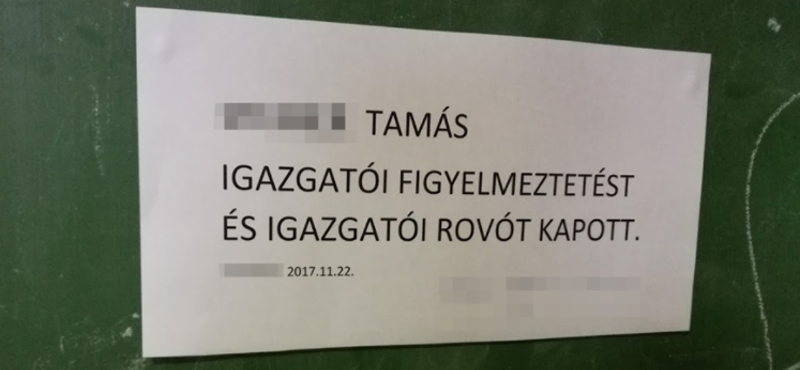 TAMÁS
IGAZGATÓI FIGYELMEZTETÉST
ÉS IGAZGATÓI ROVÓT KAPOTT.
2017.11.22.